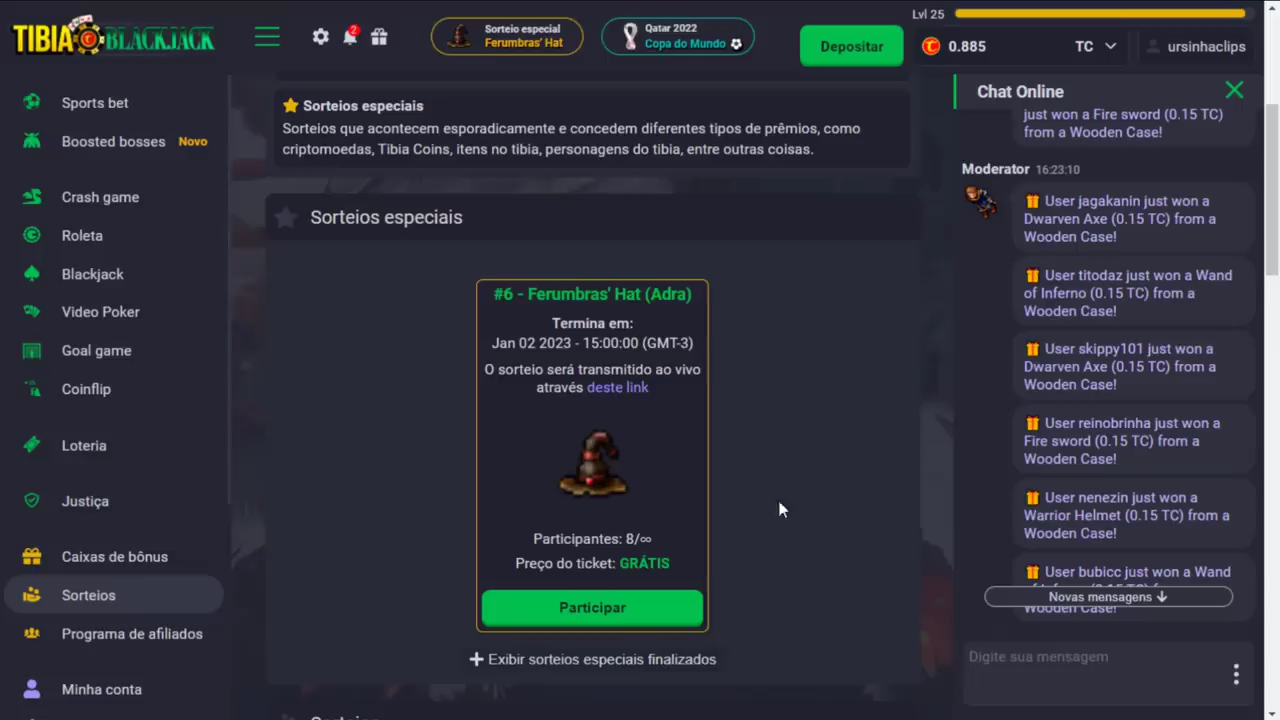 TIBIA BLACKJACK
2
Sorteio especial
Ferumbras' Hat
Qatar 2022
Copa do Mundo
Depositar
Lvl 25
0.885
TC
ursinhaclips
Sports bet
Boosted bosses Novo
Crash game
Roleta
Blackjack
Video Poker
Goal game
Coinflip
Loteria
Justiça
Caixas de bônus
Sorteios
Programa de afiliados
Minha conta
Sorteios especiais
Sorteios que acontecem esporadicamente e concedem diferentes tipos de prêmios, como
criptomoedas, Tibia Coins, itens no tibia, personagens do tibia, entre outras coisas.
Sorteios especiais
#6 - Ferumbras' Hat (Adra)
Termina em:
Jan 02 2023 - 15:00:00 (GMT-3)
O sorteio será transmitido ao vivo
através deste link
Participantes: 8/∞
Preço do ticket: GRÁTIS
Participar
Exibir sorteios especiais finalizados
Chat Online
just won a Fire sword (0.15 TC)
from a Wooden Case!
Moderator 16:23:10
User jagakanin just won a
Dwarven Axe (0.15 TC) from a
Wooden Case!
User titodaz just won a Wand
of Inferno (0.15 TC) from a
Wooden Case!
User skippy101 just won a
Dwarven Axe (0.15 TC) from a
Wooden Case!
User reinobrinha just won a
Fire sword (0.15 TC) from a
Wooden Case!
User nenezin just won a
Warrior Helmet (0.15 TC) from a
Wooden Case!
User bubicc just won a Wand
Novas mensagens
Wooden Case!
Digite sua mensagem